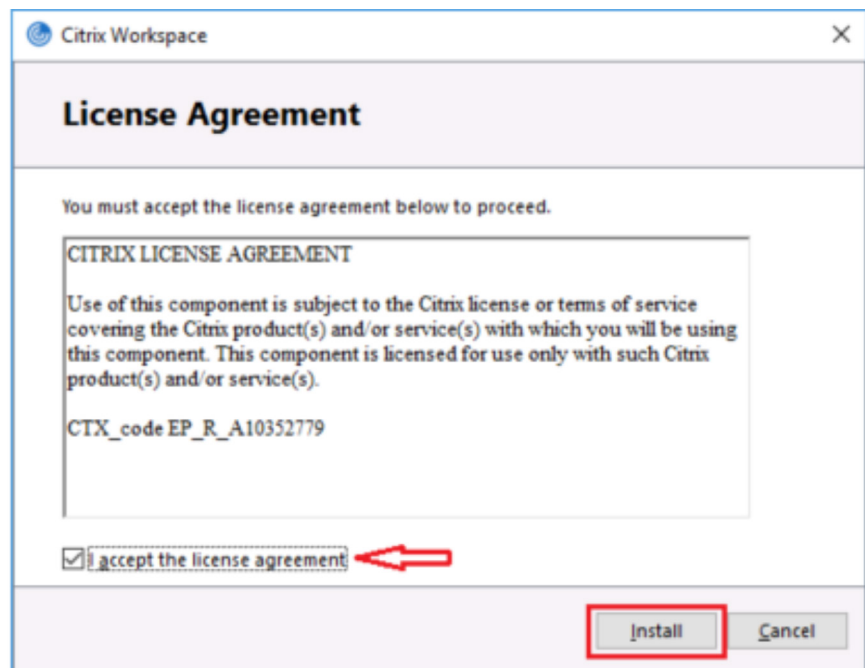 Citrix Workspace
License Agreement
You must accept the license agreement below to proceed.
CITRIX LICENSE AGREEMENT
Use of this component is subject to the Citrix license or terms of service
covering the Citrix product(s) and/or service(s) with which you will be using
this component. This component is licensed for use only with such Citrix
product(s) and/or service(s).
CTX_code EP_R_A10352779
I accept the license agreement
Install
Cancel